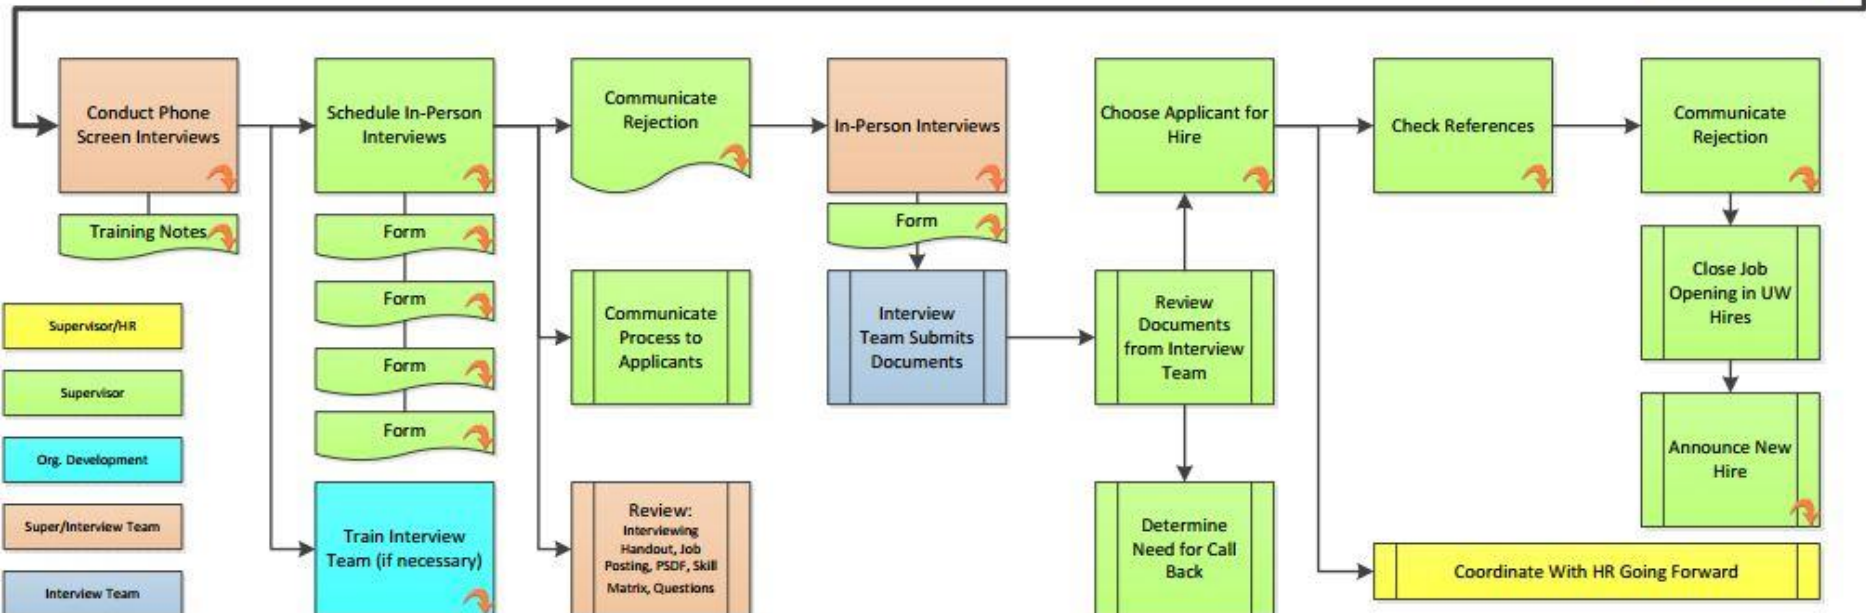 Conduct Phone
Screen Interviews
Training Notes
Schedule In-Person
Interviews
Form
Form
Form
Form
Train Interview
Team (if necessary)
Communicate
Rejection
Communicate
Process to
Applicants
Review:
Interviewing
Handout, Job
Posting, PSDF, Skill
Matrix, Questions
In-Person Interviews
Form
Interview
Team Submits
Documents
Choose Applicant for
Hire
Review
Documents
from Interview
Team
Determine
Need for Call
Back
Check References
Communicate
Rejection
Close Job
Opening in UW
Hires
Announce New
Hire
Coordinate With HR Going Forward
Supervisor/HR
Supervisor
Org. Development
Super/Interview Team
Interview Team